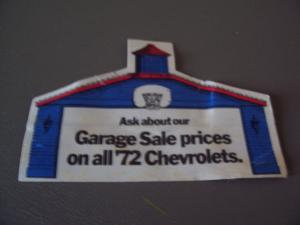 Ask about our
Garage Sale prices
on all '72 Chevrolets.